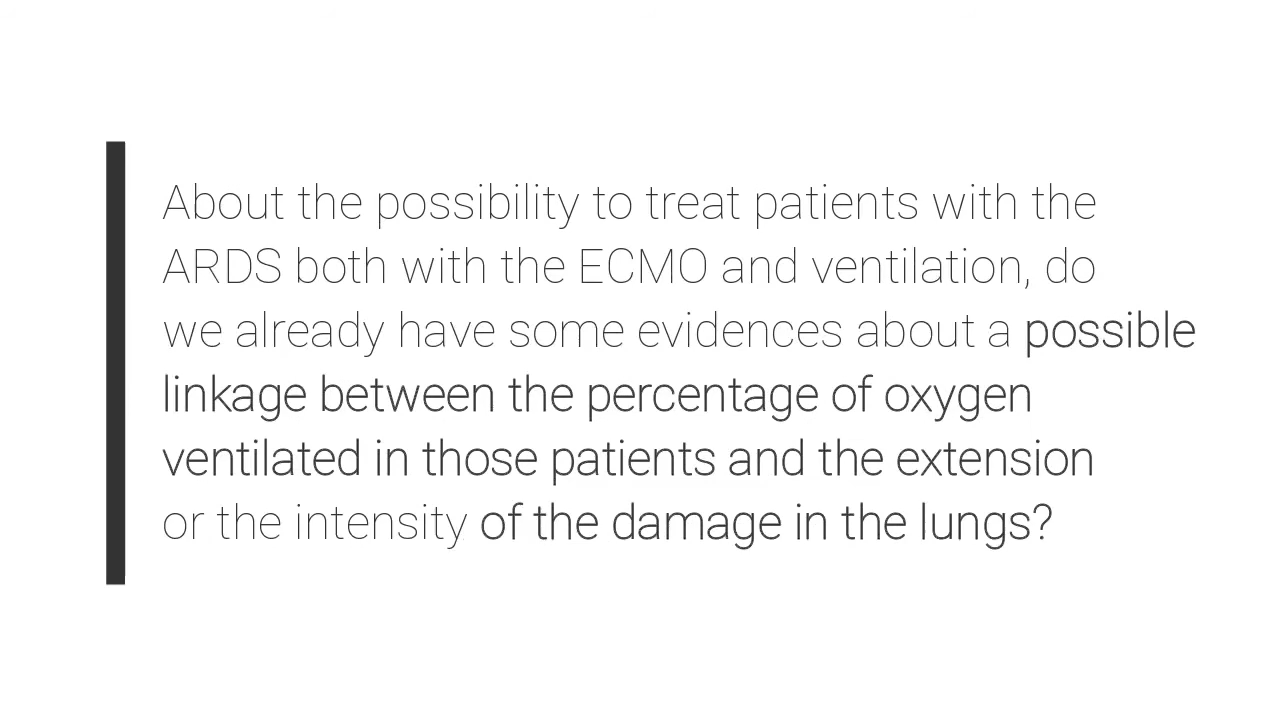 About the possibility to treat patients with the
ARDS both with the ECMO and ventilation, do
we already have some evidences about a possible
linkage between the percentage of oxygen
ventilated in those patients and the extension
or the intensity of the damage in the lungs?